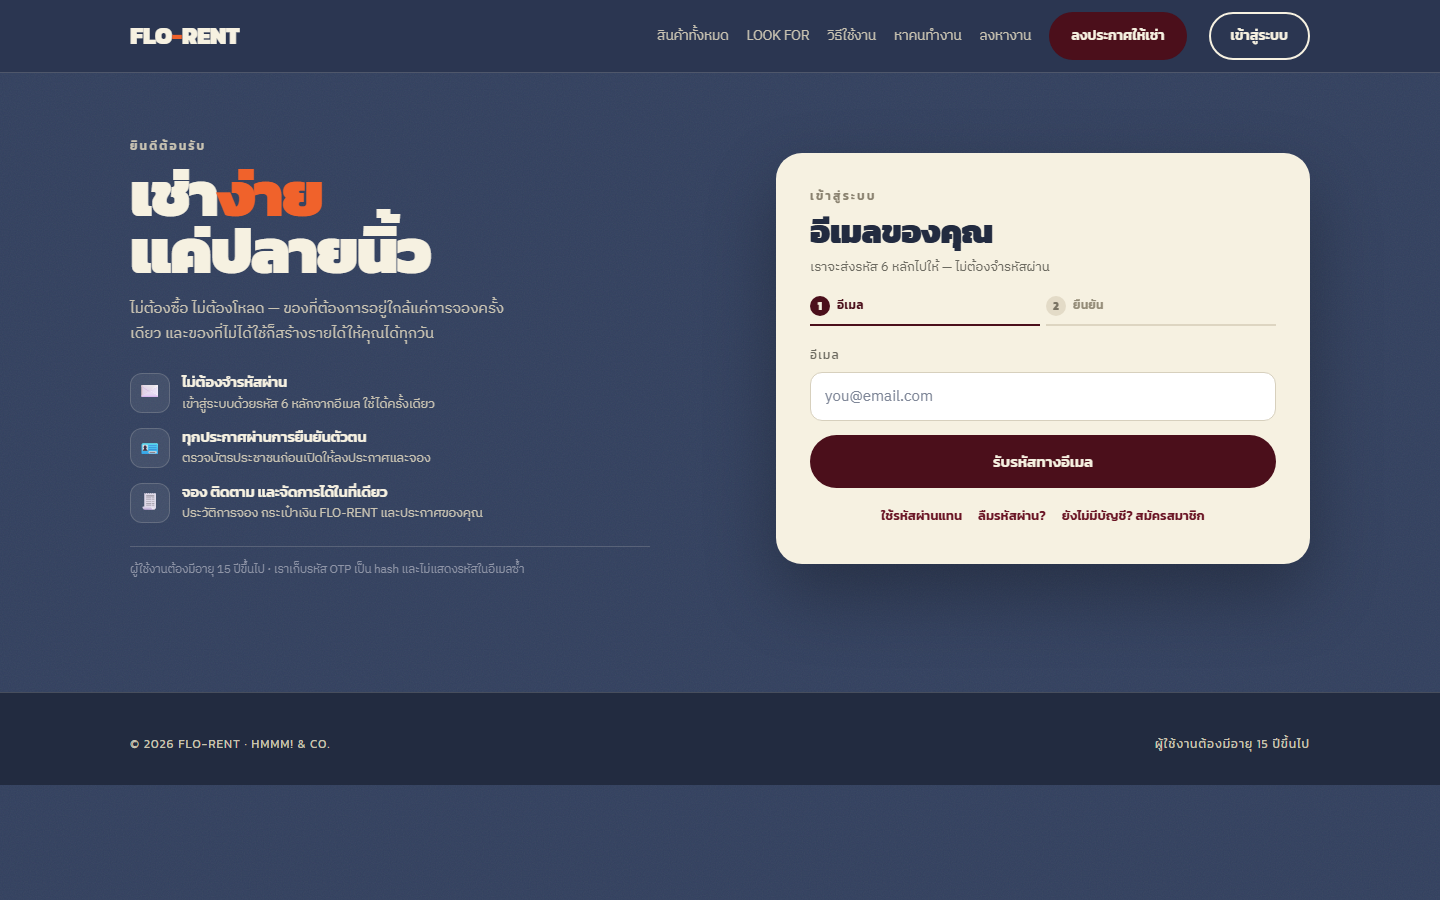 FLO-RENT
สินค้าทั้งหมด LOOK FOR วิธีใช้งาน หาคนทำงาน ลงหางาน ลงประกาศให้เช่า เข้าสู่ระบบ
ยินดีต้อนรับ
เช่าง่าย
แค่ปลายนิ้ว
ไม่ต้องซื้อ ไม่ต้องโหลด — ของที่ต้องการอยู่ใกล้แค่การจองครั้ง
เดียว และของที่ไม่ได้ใช้ก็สร้างรายได้ให้คุณได้ทุกวัน
ไม่ต้องจำรหัสผ่าน
เข้าสู่ระบบด้วยรหัส 6 หลักจากอีเมล ใช้ได้ครั้งเดียว
ทุกประกาศผ่านการยืนยันตัวตน
ตรวจบัตรประชาชนก่อนเปิดให้ลงประกาศและจอง
จอง ติดตาม และจัดการได้ในที่เดียว
ประวัติการจอง กระเป๋าเงิน FLO-RENT และประกาศของคุณ
ผู้ใช้งานต้องมีอายุ 15 ปีขึ้นไป · เราเก็บรหัส OTP เป็น hash และไม่แสดงรหัสในอีเมลซ้ำ
เข้าสู่ระบบ
อีเมลของคุณ
เราจะส่งรหัส 6 หลักไปให้ — ไม่ต้องจำรหัสผ่าน
1 อีเมล 2 ยืนยัน
อีเมล
you@email.com
รับรหัสทางอีเมล
ใช้รหัสผ่านแทน ลืมรหัสผ่าน? ยังไม่มีบัญชี? สมัครสมาชิก
© 2026 FLO-RENT · HMMM! & CO.
ผู้ใช้งานต้องมีอายุ 15 ปีขึ้นไป